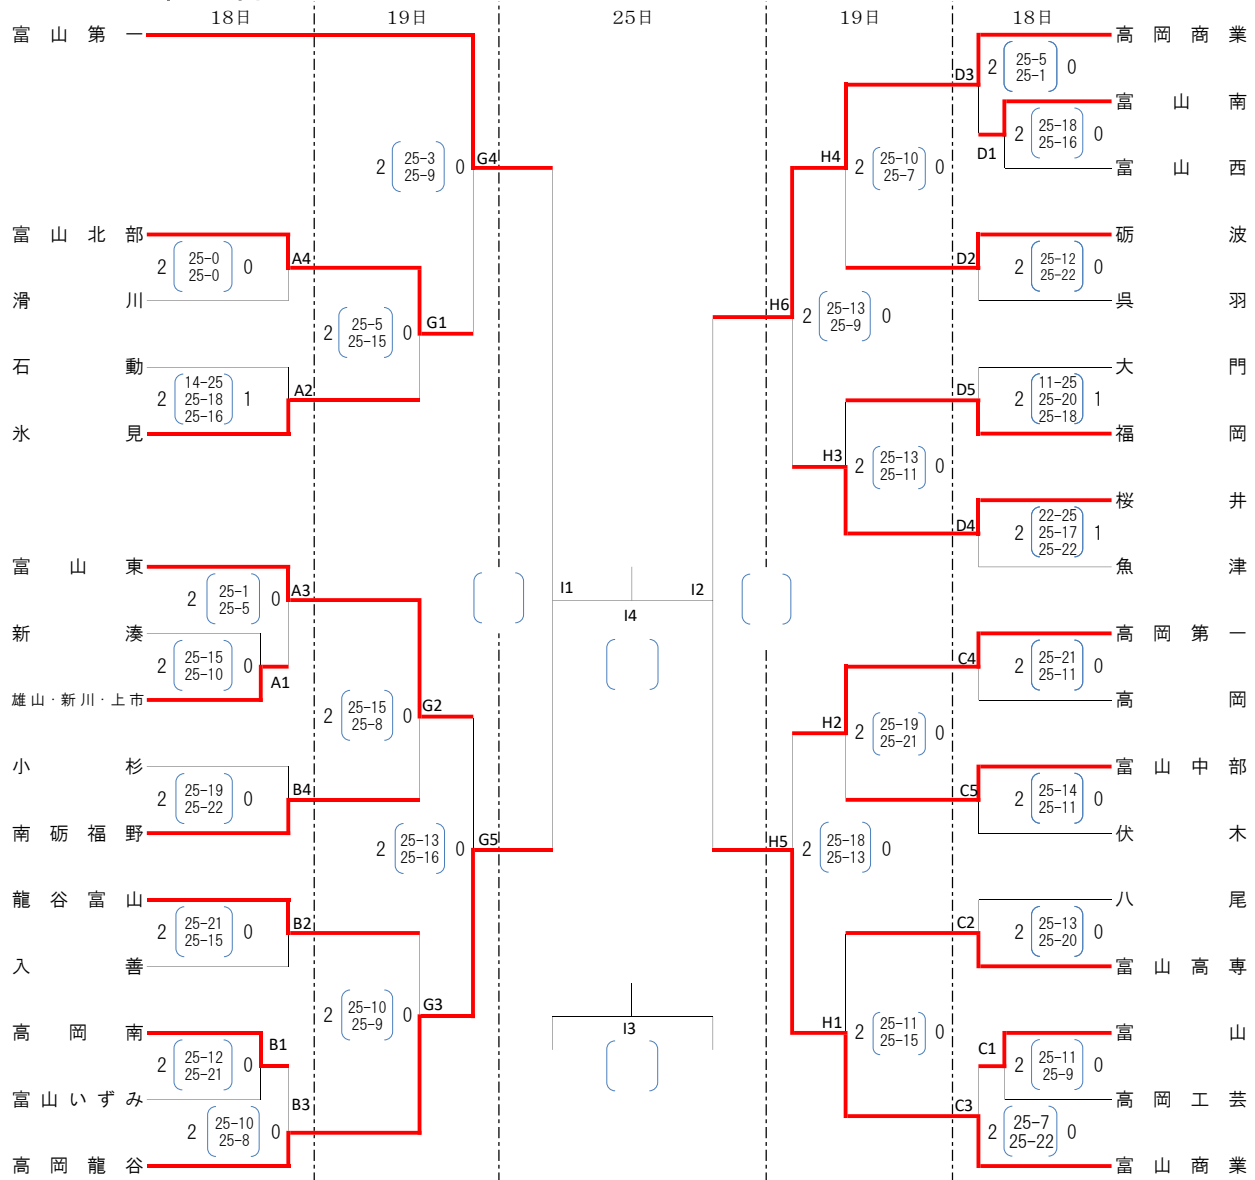 18日 19日 25日 19日 18日
富山第一
富山北部
滑川
石動
氷見
富山東
新湊
雄山・新川・上市
小杉
南砺福野
龍谷富山
入善
高岡南
富山いずみ
高岡龍谷
2 25-0 0
25-0
A4
2 14-25 1
25-18
25-16
A2
2 25-1 0
25-5
A3
2 25-15 0
25-10
A1
2 25-19 0
25-22
B4
2 25-21 0
25-15
B2
2 25-12 0
25-21
B1
2 25-10 0
25-8
B3
2 25-3 0
25-9
G4
2 25-5 0
25-15
G1
2 25-15 0
25-8
G2
2 25-13 0
25-16
G5
2 25-10 0
25-9
G3
I1
I2
I4
I3
H4
2 25-10 0
25-7
H6
2 25-13 0
25-9
H3
2 25-13 0
25-11
H2
2 25-19 0
25-21
H5
2 25-18 0
25-13
H1
2 25-11 0
25-15
D3
2 25-5 0
25-1
D1
2 25-18 0
25-16
D2
2 25-12 0
25-22
D5
2 11-25 1
25-20
25-18
D4
2 22-25 1
25-17
25-22
C4
2 25-21 0
25-11
C5
2 25-14 0
25-11
C2
2 25-13 0
25-20
C1
2 25-11 0
25-9
C3
2 25-7 0
25-22
高岡商業
富山南
富山西
砺波
呉羽
大門
福岡
桜井
魚津
高岡第一
高岡
富山中部
伏木
八尾
富山高専
富山
高岡工芸
富山商業